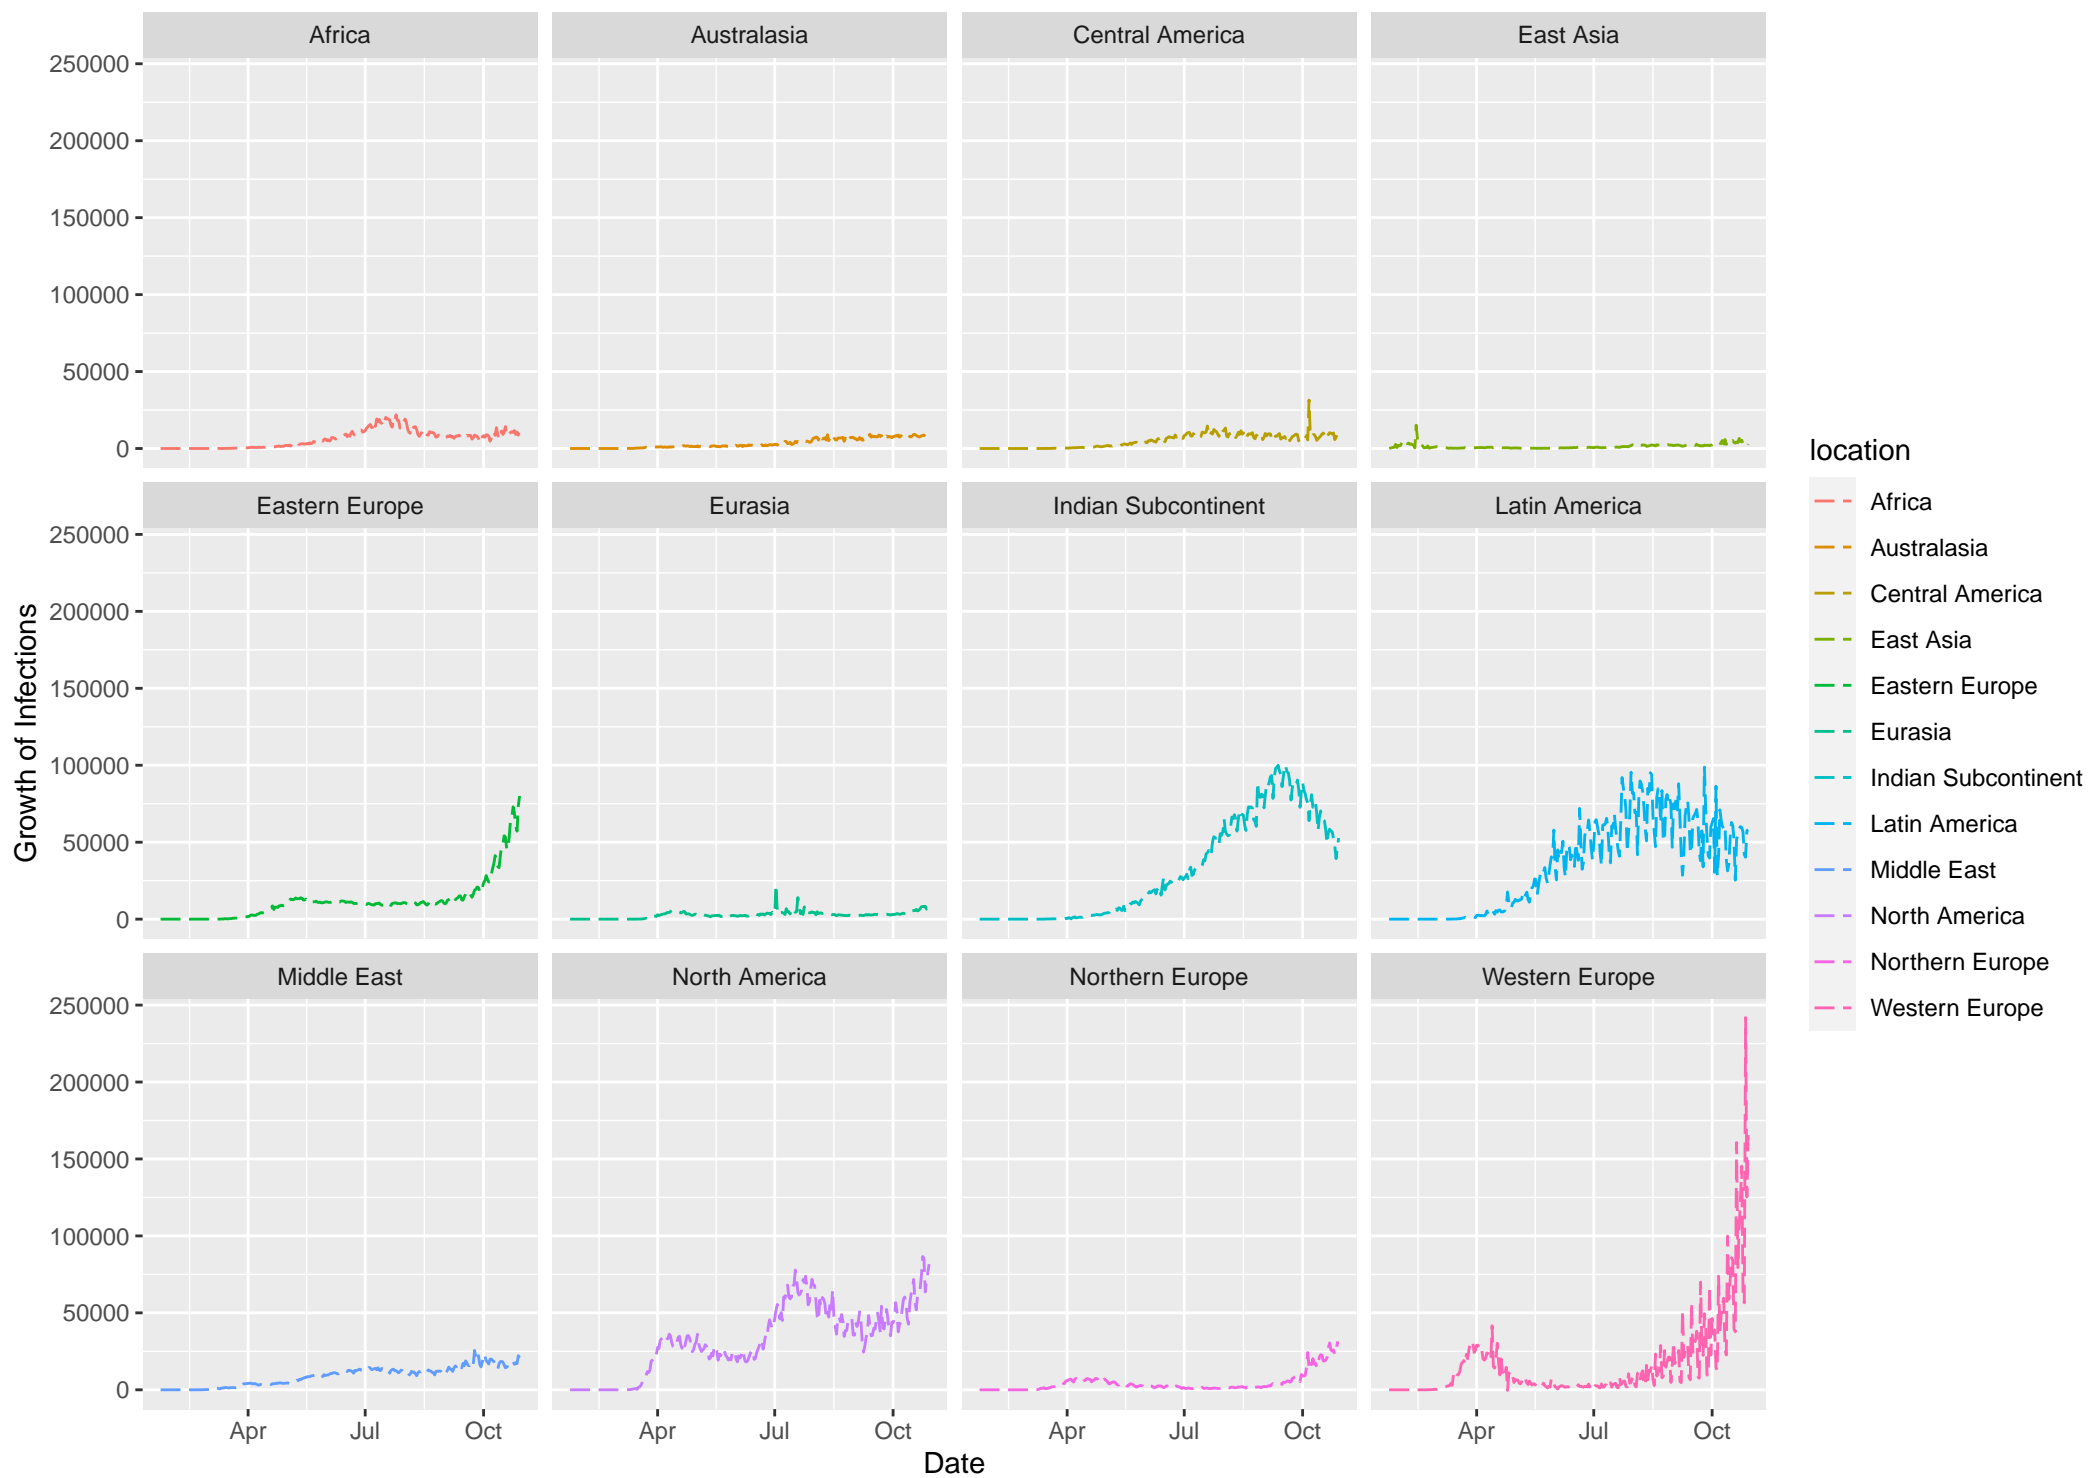 Africa
Australasia
Central America
East Asia
250000
200000
150000
100000
50000
0
Eastern Europe
Eurasia
Indian Subcontinent
Latin America
250000
200000
150000
100000
50000
0
Middle East
North America
Northern Europe
Western Europe
250000
200000
150000
100000
50000
0
Apr Jul Oct
Apr Jul Oct
Apr Jul Oct
Apr Jul Oct
Date
Growth of Infections
location
Africa
Australasia
Central America
East Asia
Eastern Europe
Eurasia
Indian Subcontinent
Latin America
Middle East
North America
Northern Europe
Western Europe